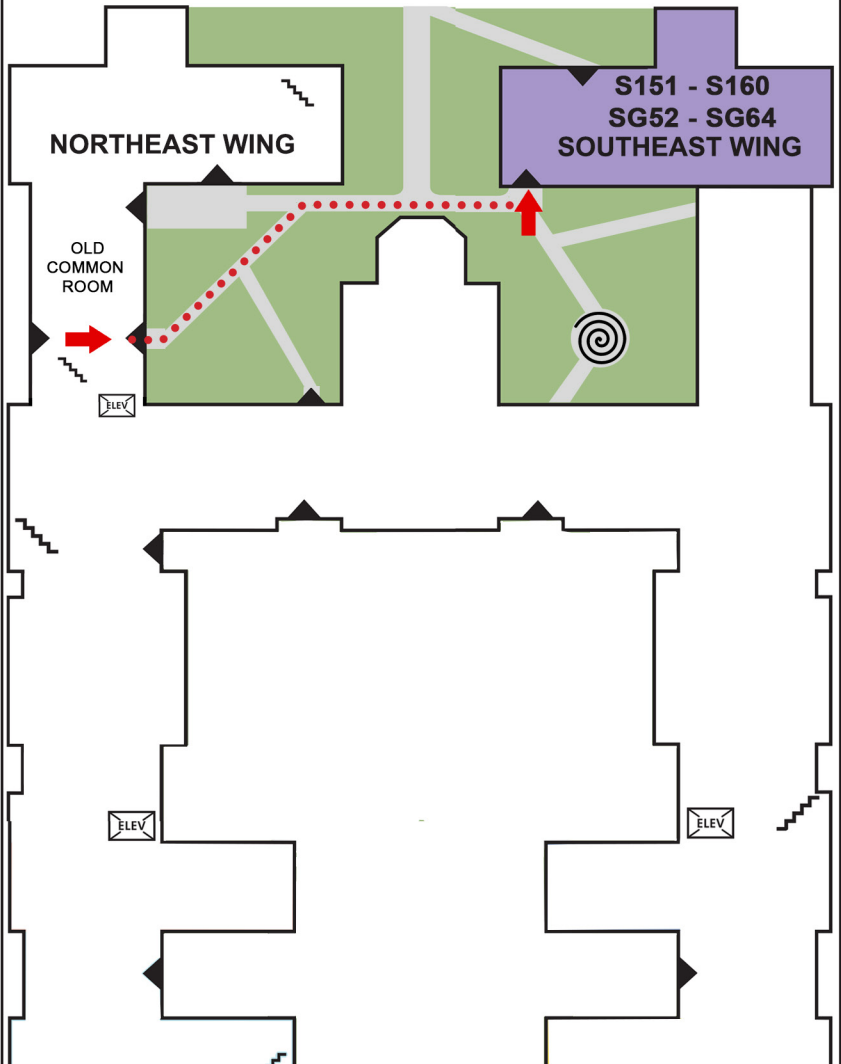 S151 - S160
SG52 - SG64
SOUTHEAST WING
NORTHEAST WING
OLD
COMMON
ROOM
ELEV
ELEV
ELEV